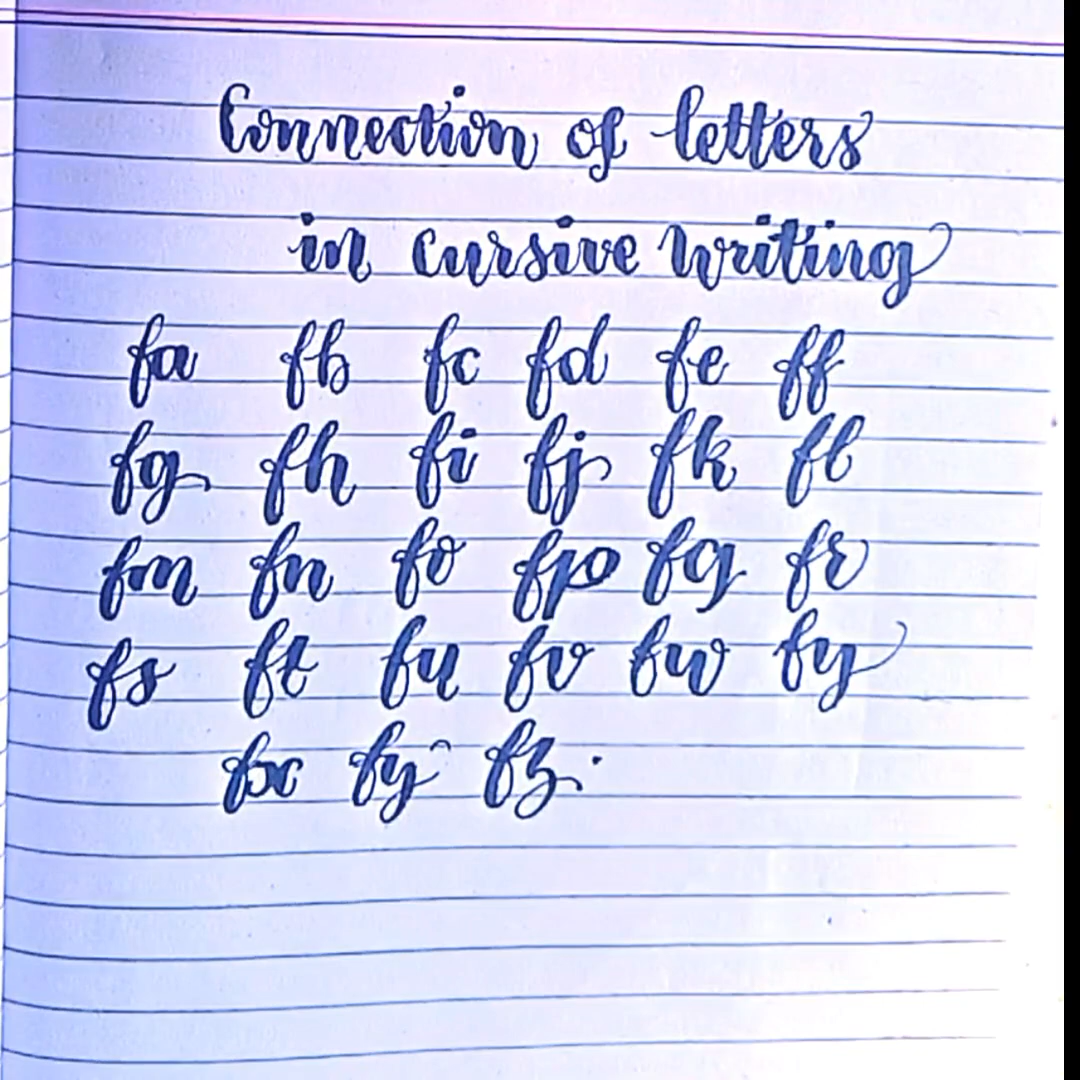 Connection of letters
in cursive writing
fa fb fc fd fe ff
fg fh fi fj fk fl
fm fn fo fp fq fr
fs ft fu fv fw fy
fx fy fz.